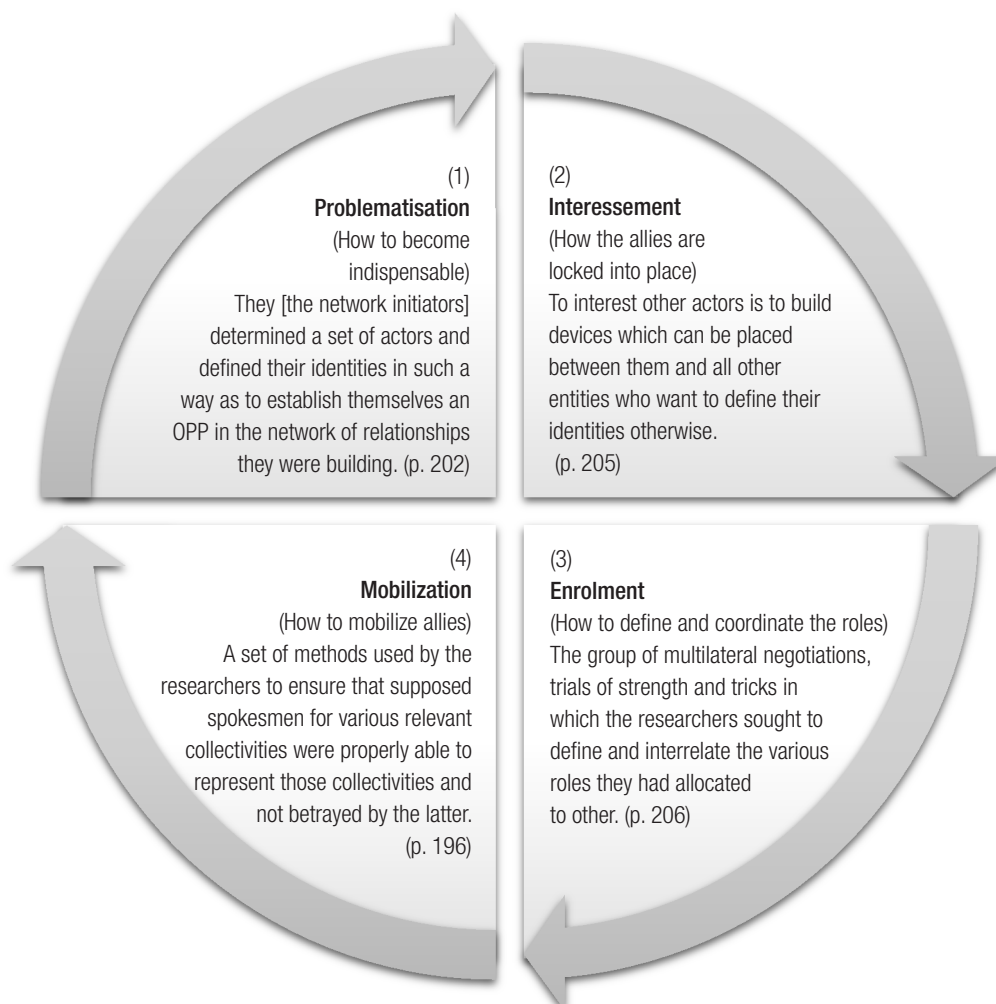 (1)
Problematisation
(How to become
indispensable)
They [the network initiators]
determined a set of actors and
defined their identities in such a
way as to establish themselves an
OPP in the network of relationships
they were building. (p. 202)
(2)
Interessement
(How the allies are
locked into place)
To interest other actors is to build
devices which can be placed
between them and all other
entities who want to define their
identities otherwise.
(p. 205)
(3)
Enrolment
(How to define and coordinate the roles)
The group of multilateral negotiations,
trials of strength and tricks in
which the researchers sought to
define and interrelate the various
roles they had allocated
to other. (p. 206)
(4)
Mobilization
(How to mobilize allies)
A set of methods used by the
researchers to ensure that supposed
spokesmen for various relevant
collectivities were properly able to
represent those collectivities and
not betrayed by the latter.
(p. 196)